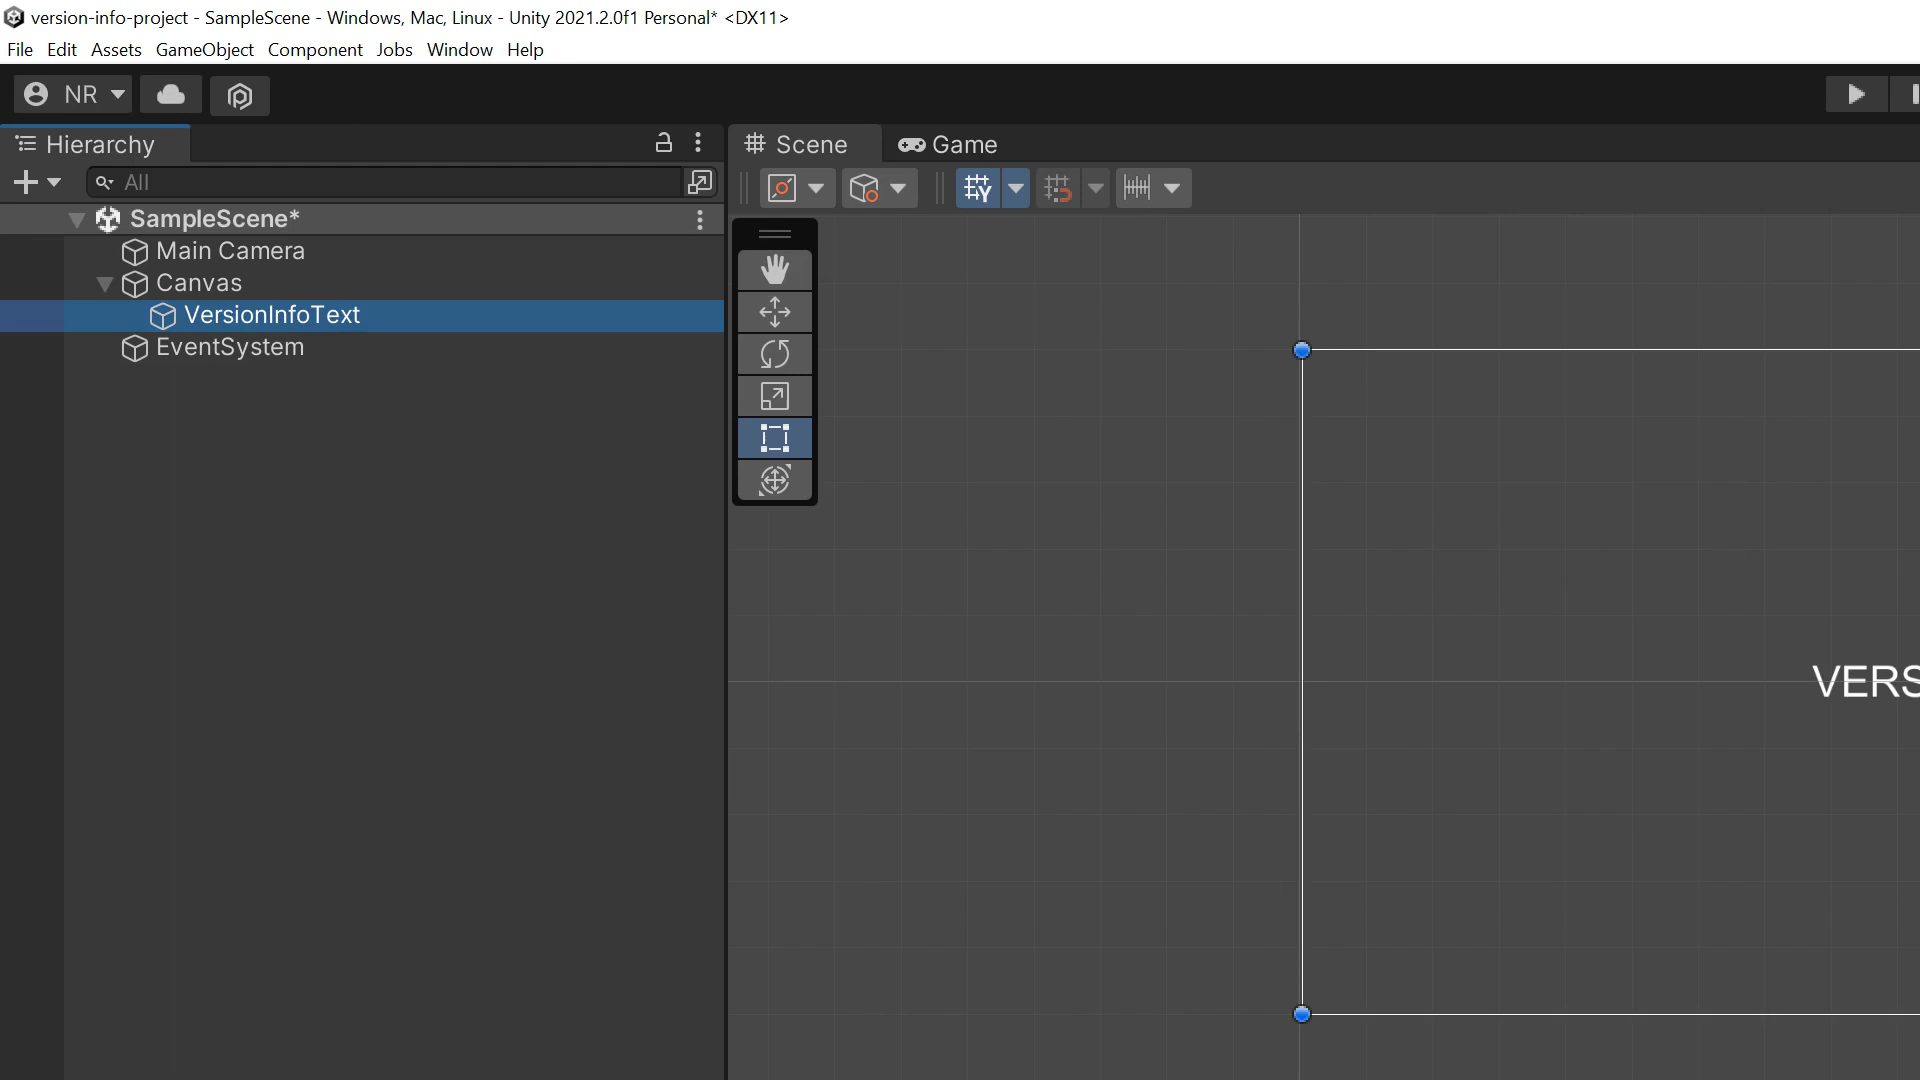 version-info-project - SampleScene - Windows, Mac, Linux - Unity 2021.2.0f1 Personal* <DX11>
File Edit Assets GameObject Component Jobs Window Help
NR
Hierarchy
Scene
Game
All
SampleScene*
Main Camera
Canvas
VersionInfoText
EventSystem
VERS